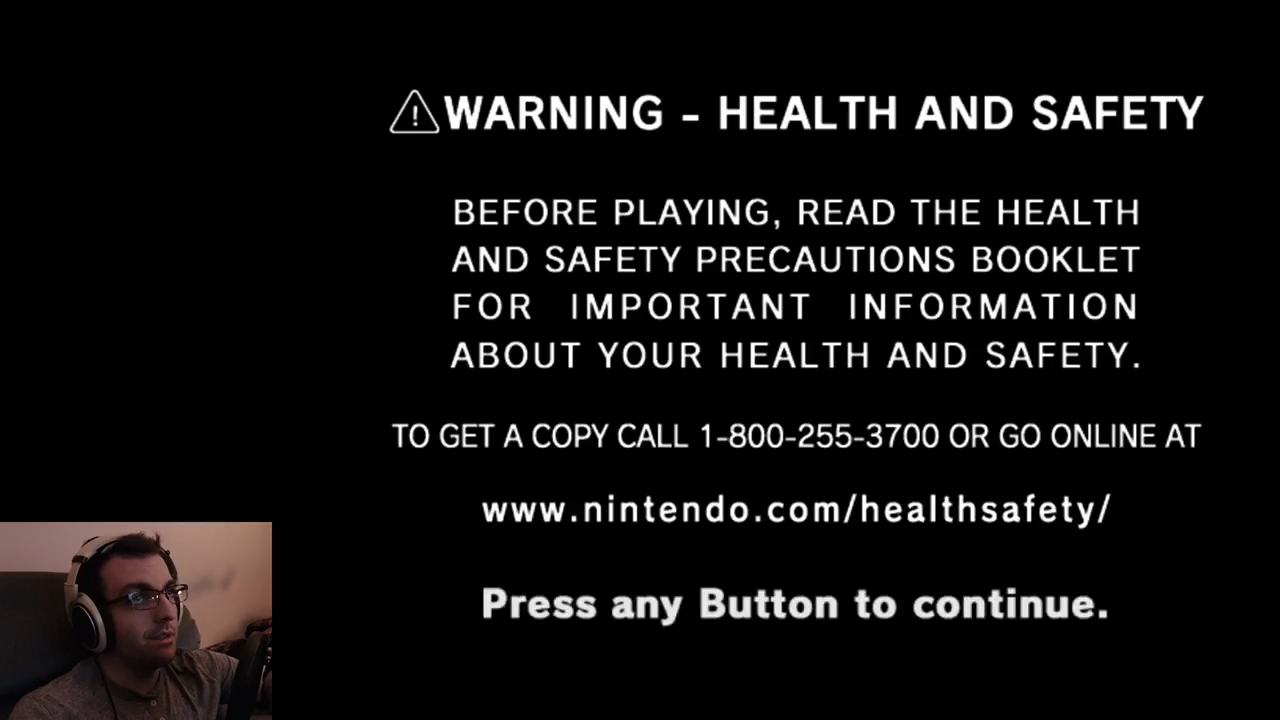 WARNING - HEALTH AND SAFETY
BEFORE PLAYING, READ THE HEALTH
AND SAFETY PRECAUTIONS BOOKLET
FOR IMPORTANT INFORMATION
ABOUT YOUR HEALTH AND SAFETY.
TO GET A COPY CALL 1-800-255-3700 OR GO ONLINE AT
www.nintendo.com/healthsafety/
Press any Button to continue.